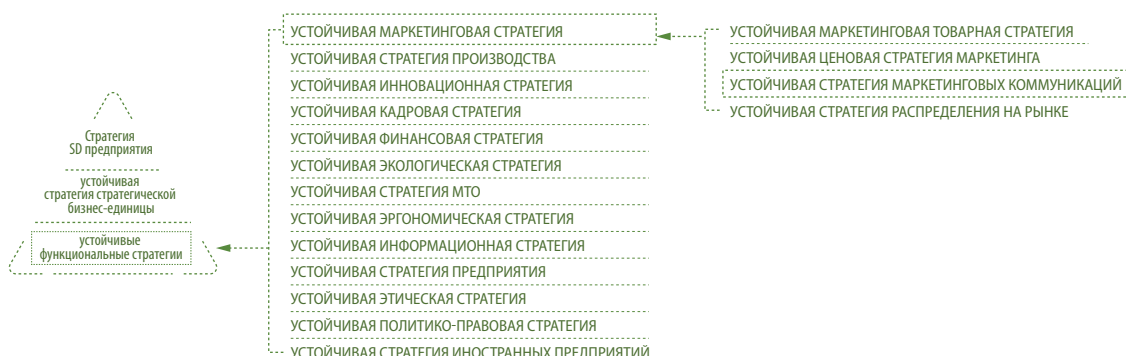 Стратегия
SD предприятия
устойчивая
стратегия стратегической
бизнес-единицы
устойчивые
функциональные стратегии
УСТОЙЧИВАЯ МАРКЕТИНГОВАЯ СТРАТЕГИЯ
УСТОЙЧИВАЯ СТРАТЕГИЯ ПРОИЗВОДСТВА
УСТОЙЧИВАЯ ИННОВАЦИОННАЯ СТРАТЕГИЯ
УСТОЙЧИВАЯ КАДРОВАЯ СТРАТЕГИЯ
УСТОЙЧИВАЯ ФИНАНСОВАЯ СТРАТЕГИЯ
УСТОЙЧИВАЯ ЭКОЛОГИЧЕСКАЯ СТРАТЕГИЯ
УСТОЙЧИВАЯ СТРАТЕГИЯ МТО
УСТОЙЧИВАЯ ЭРГОНОМИЧЕСКАЯ СТРАТЕГИЯ
УСТОЙЧИВАЯ ИНФОРМАЦИОННАЯ СТРАТЕГИЯ
УСТОЙЧИВАЯ СТРАТЕГИЯ ПРЕДПРИЯТИЯ
УСТОЙЧИВАЯ ЭТИЧЕСКАЯ СТРАТЕГИЯ
УСТОЙЧИВАЯ ПОЛИТИКО-ПРАВОВАЯ СТРАТЕГИЯ
УСТОЙЧИВАЯ СТРАТЕГИЯ ИНОСТРАННЫХ ПРЕДПРИЯТИЙ
УСТОЙЧИВАЯ МАРКЕТИНГОВАЯ ТОВАРНАЯ СТРАТЕГИЯ
УСТОЙЧИВАЯ ЦЕНОВАЯ СТРАТЕГИЯ МАРКЕТИНГА
УСТОЙЧИВАЯ СТРАТЕГИЯ МАРКЕТИНГОВЫХ КОММУНИКАЦИЙ
УСТОЙЧИВАЯ СТРАТЕГИЯ РАСПРЕДЕЛЕНИЯ НА РЫНКЕ